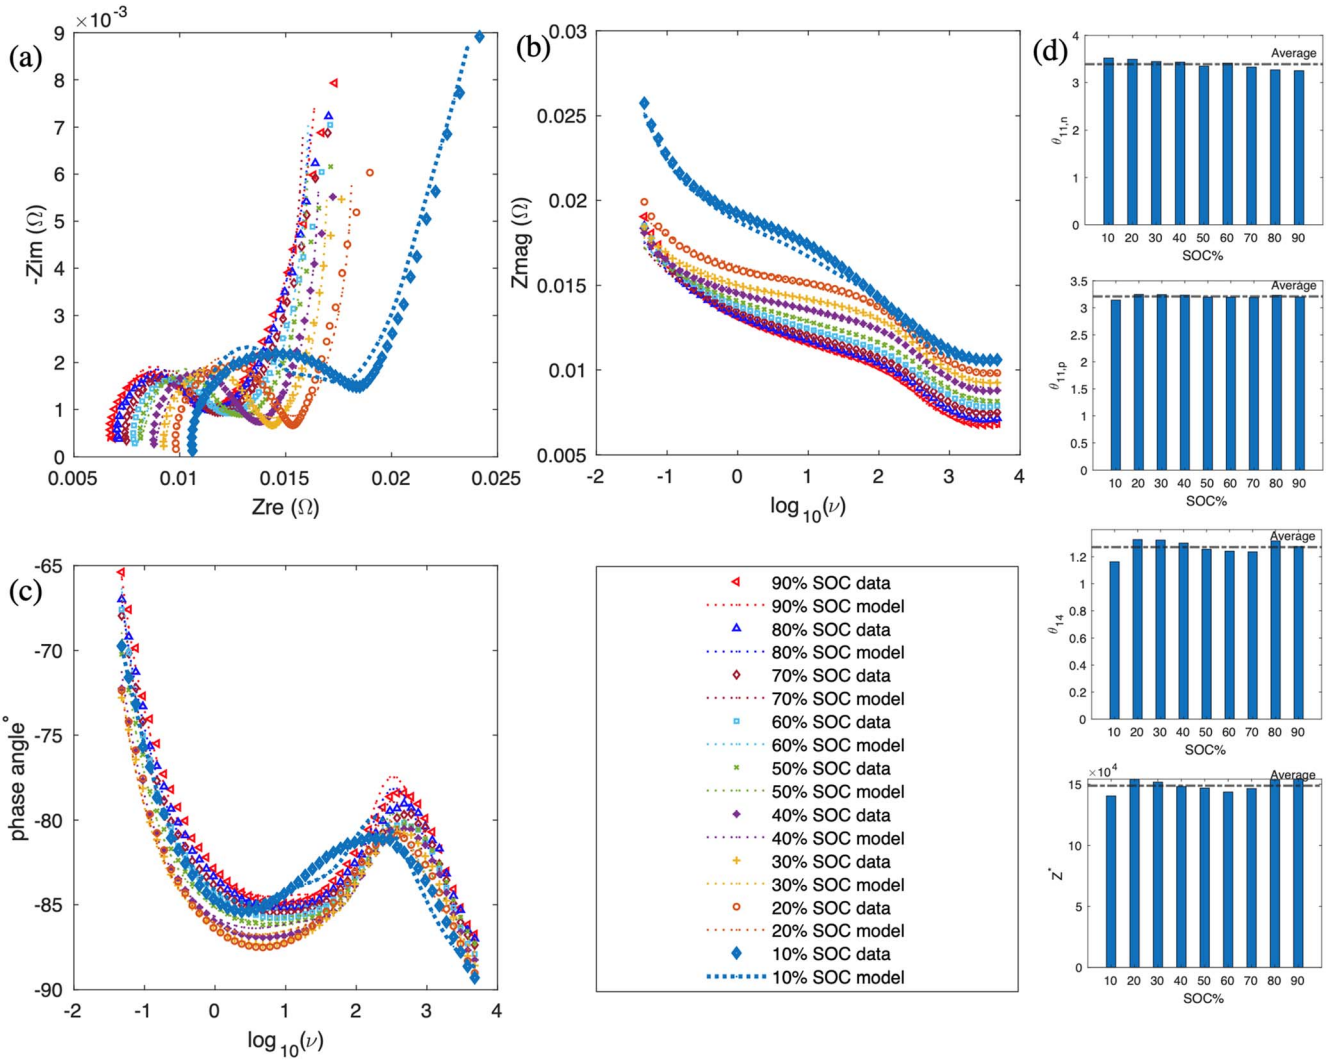 (a)
×10⁻³
9
8
7
6
5
4
3
2
1
0
-Zim (Ω)
0.005
0.01
0.015
0.02
0.025
Zre (Ω)
(b)
0.03
0.025
0.02
0.015
0.01
0.005
Zmag (Ω)
-2
-1
0
1
2
3
4
log₁₀(ν)
(c)
-65
-70
-75
-80
-85
-90
phase angle°
-2
-1
0
1
2
3
4
log₁₀(ν)
90% SOC data
90% SOC model
80% SOC data
80% SOC model
70% SOC data
70% SOC model
60% SOC data
60% SOC model
50% SOC data
50% SOC model
40% SOC data
40% SOC model
30% SOC data
30% SOC model
20% SOC data
20% SOC model
10% SOC data
10% SOC model
(d)
4
3
2
1
0
θ₁₁,ₙ
Average
10 20 30 40 50 60 70 80 90
SOC%
3.5
3
2.5
2
1.5
1
0.5
0
θ₁₁,ₚ
Average
10 20 30 40 50 60 70 80 90
SOC%
1.2
1
0.8
0.6
0.4
0.2
0
θ₁₄
Average
10 20 30 40 50 60 70 80 90
SOC%
×10⁴
15
10
5
0
Z*
Average
10 20 30 40 50 60 70 80 90
SOC%